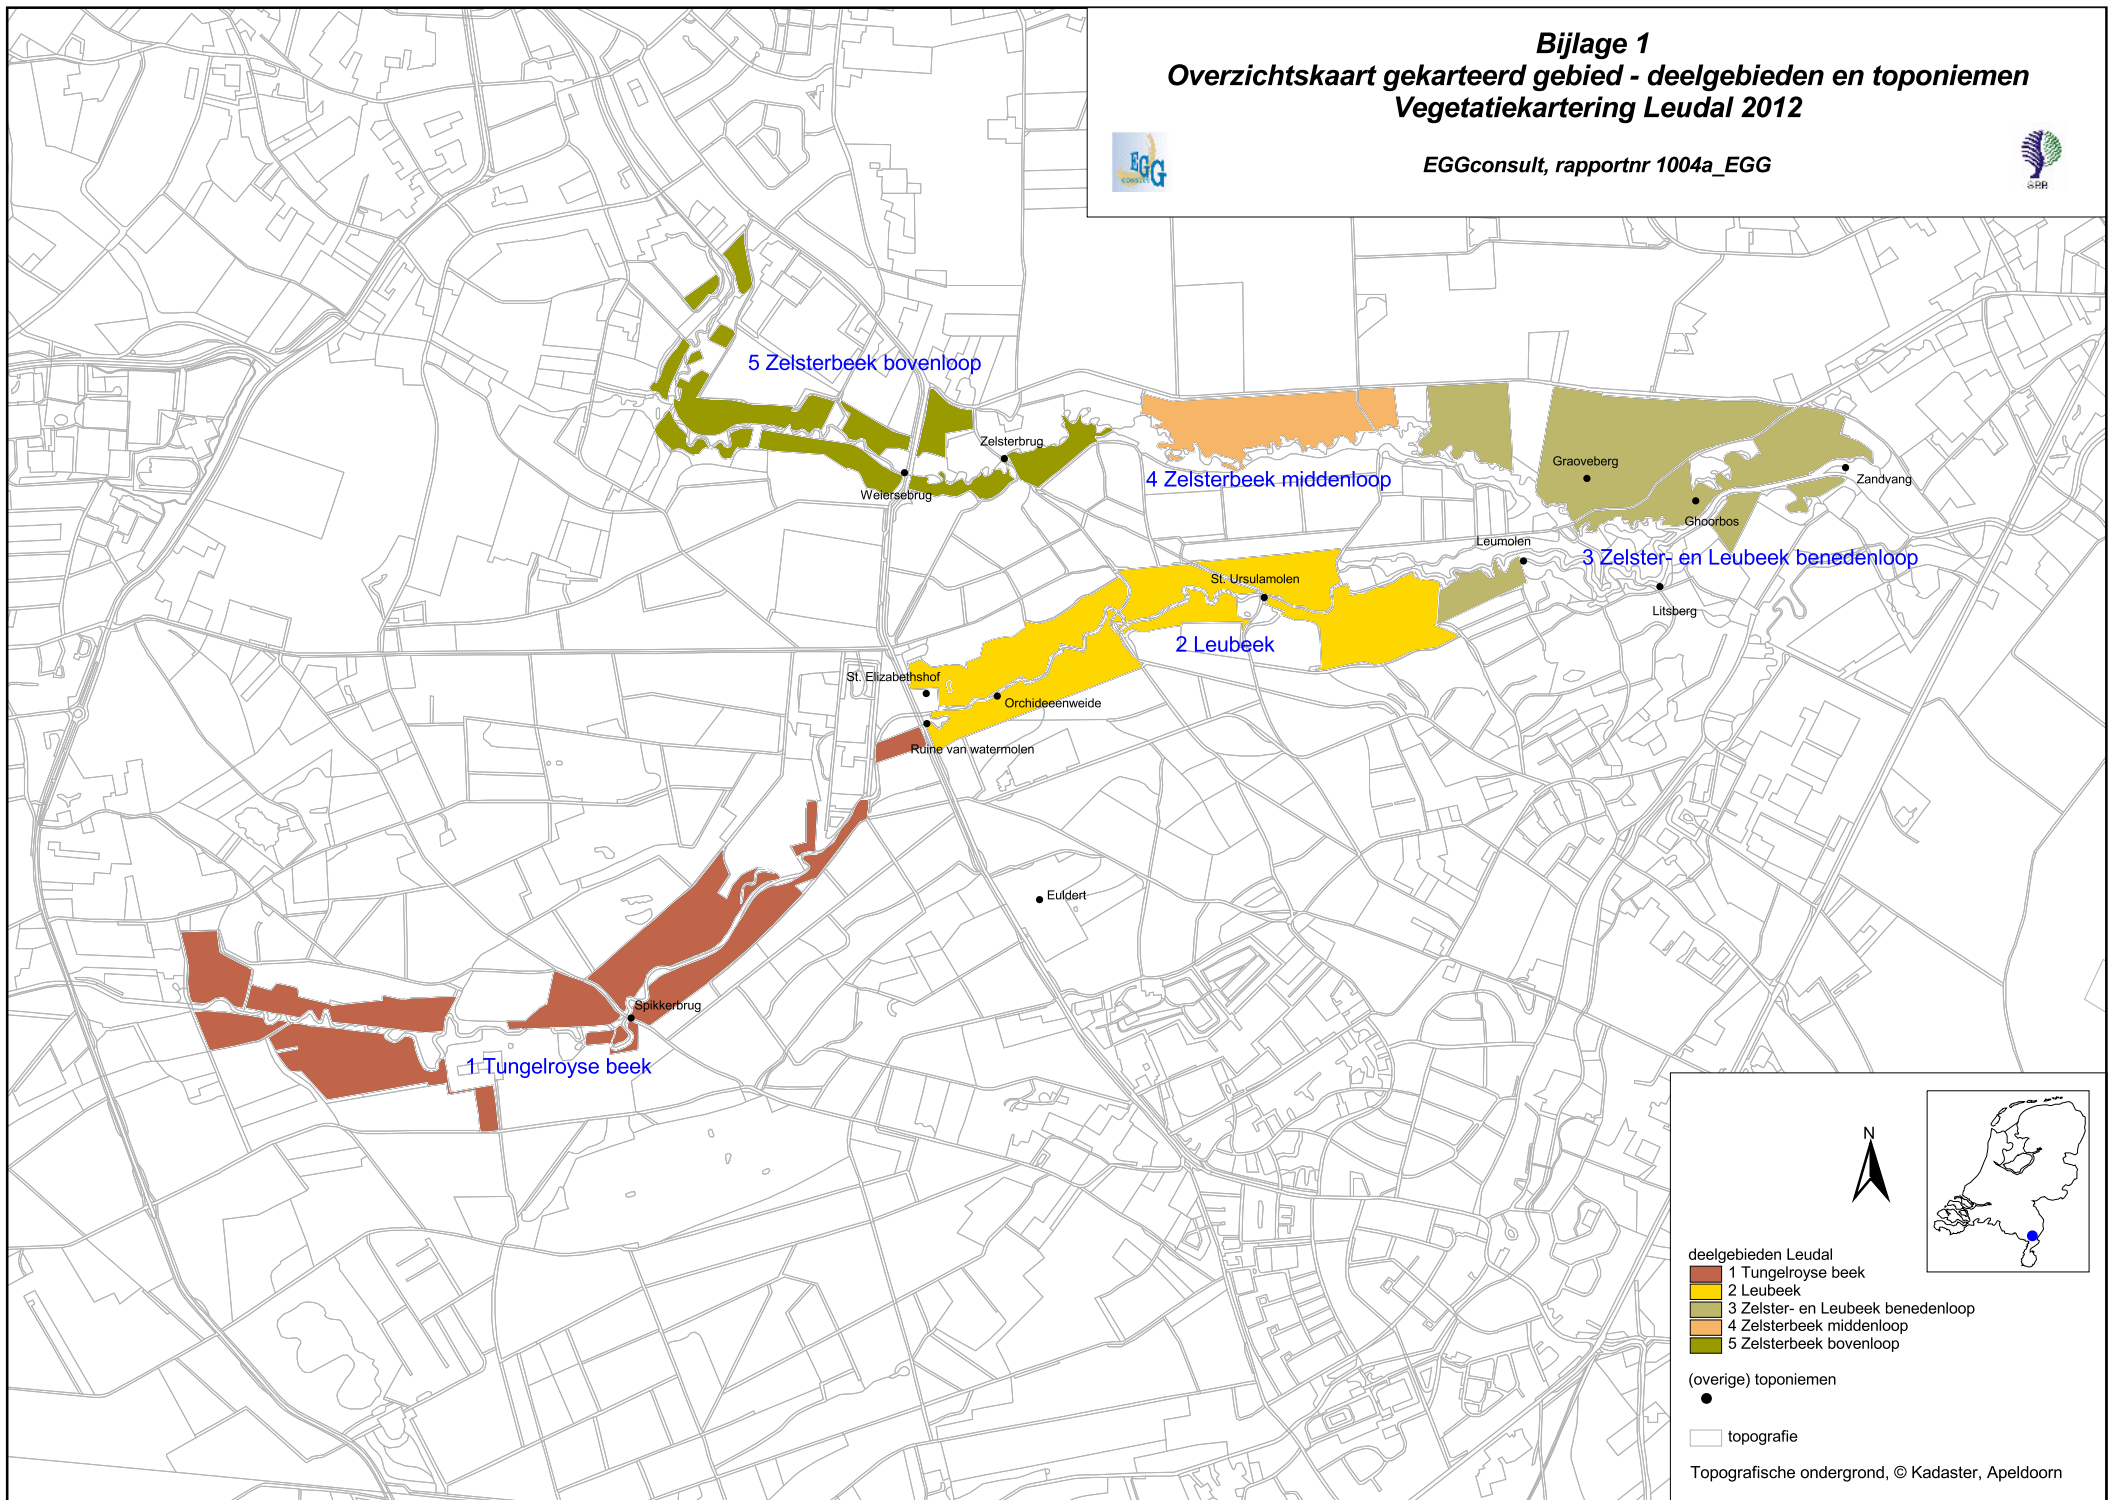 Bijlage 1
Overzichtskaart gekarteerd gebied - deelgebieden en toponiemen
Vegetatiekartering Leudal 2012
EGG
CONSULT
EGGconsult, rapportnr 1004a_EGG
5 Zelsterbeek bovenloop
Zelsterbrug
Weiersebrug
4 Zelsterbeek middenloop
Graoveberg
Zandvang
Ghoorbos
Leumolen
3 Zelster- en Leubeek benedenloop
St. Ursulamolen
Litsberg
2 Leubeek
St. Elizabethshof
Orchideeenweide
Ruine van watermolen
Euldert
Spikkerbrug
1 Tungelroyse beek
N
deelgebieden Leudal
1 Tungelroyse beek
2 Leubeek
3 Zelster- en Leubeek benedenloop
4 Zelsterbeek middenloop
5 Zelsterbeek bovenloop
(overige) toponiemen
topografie
Topografische ondergrond, © Kadaster, Apeldoorn